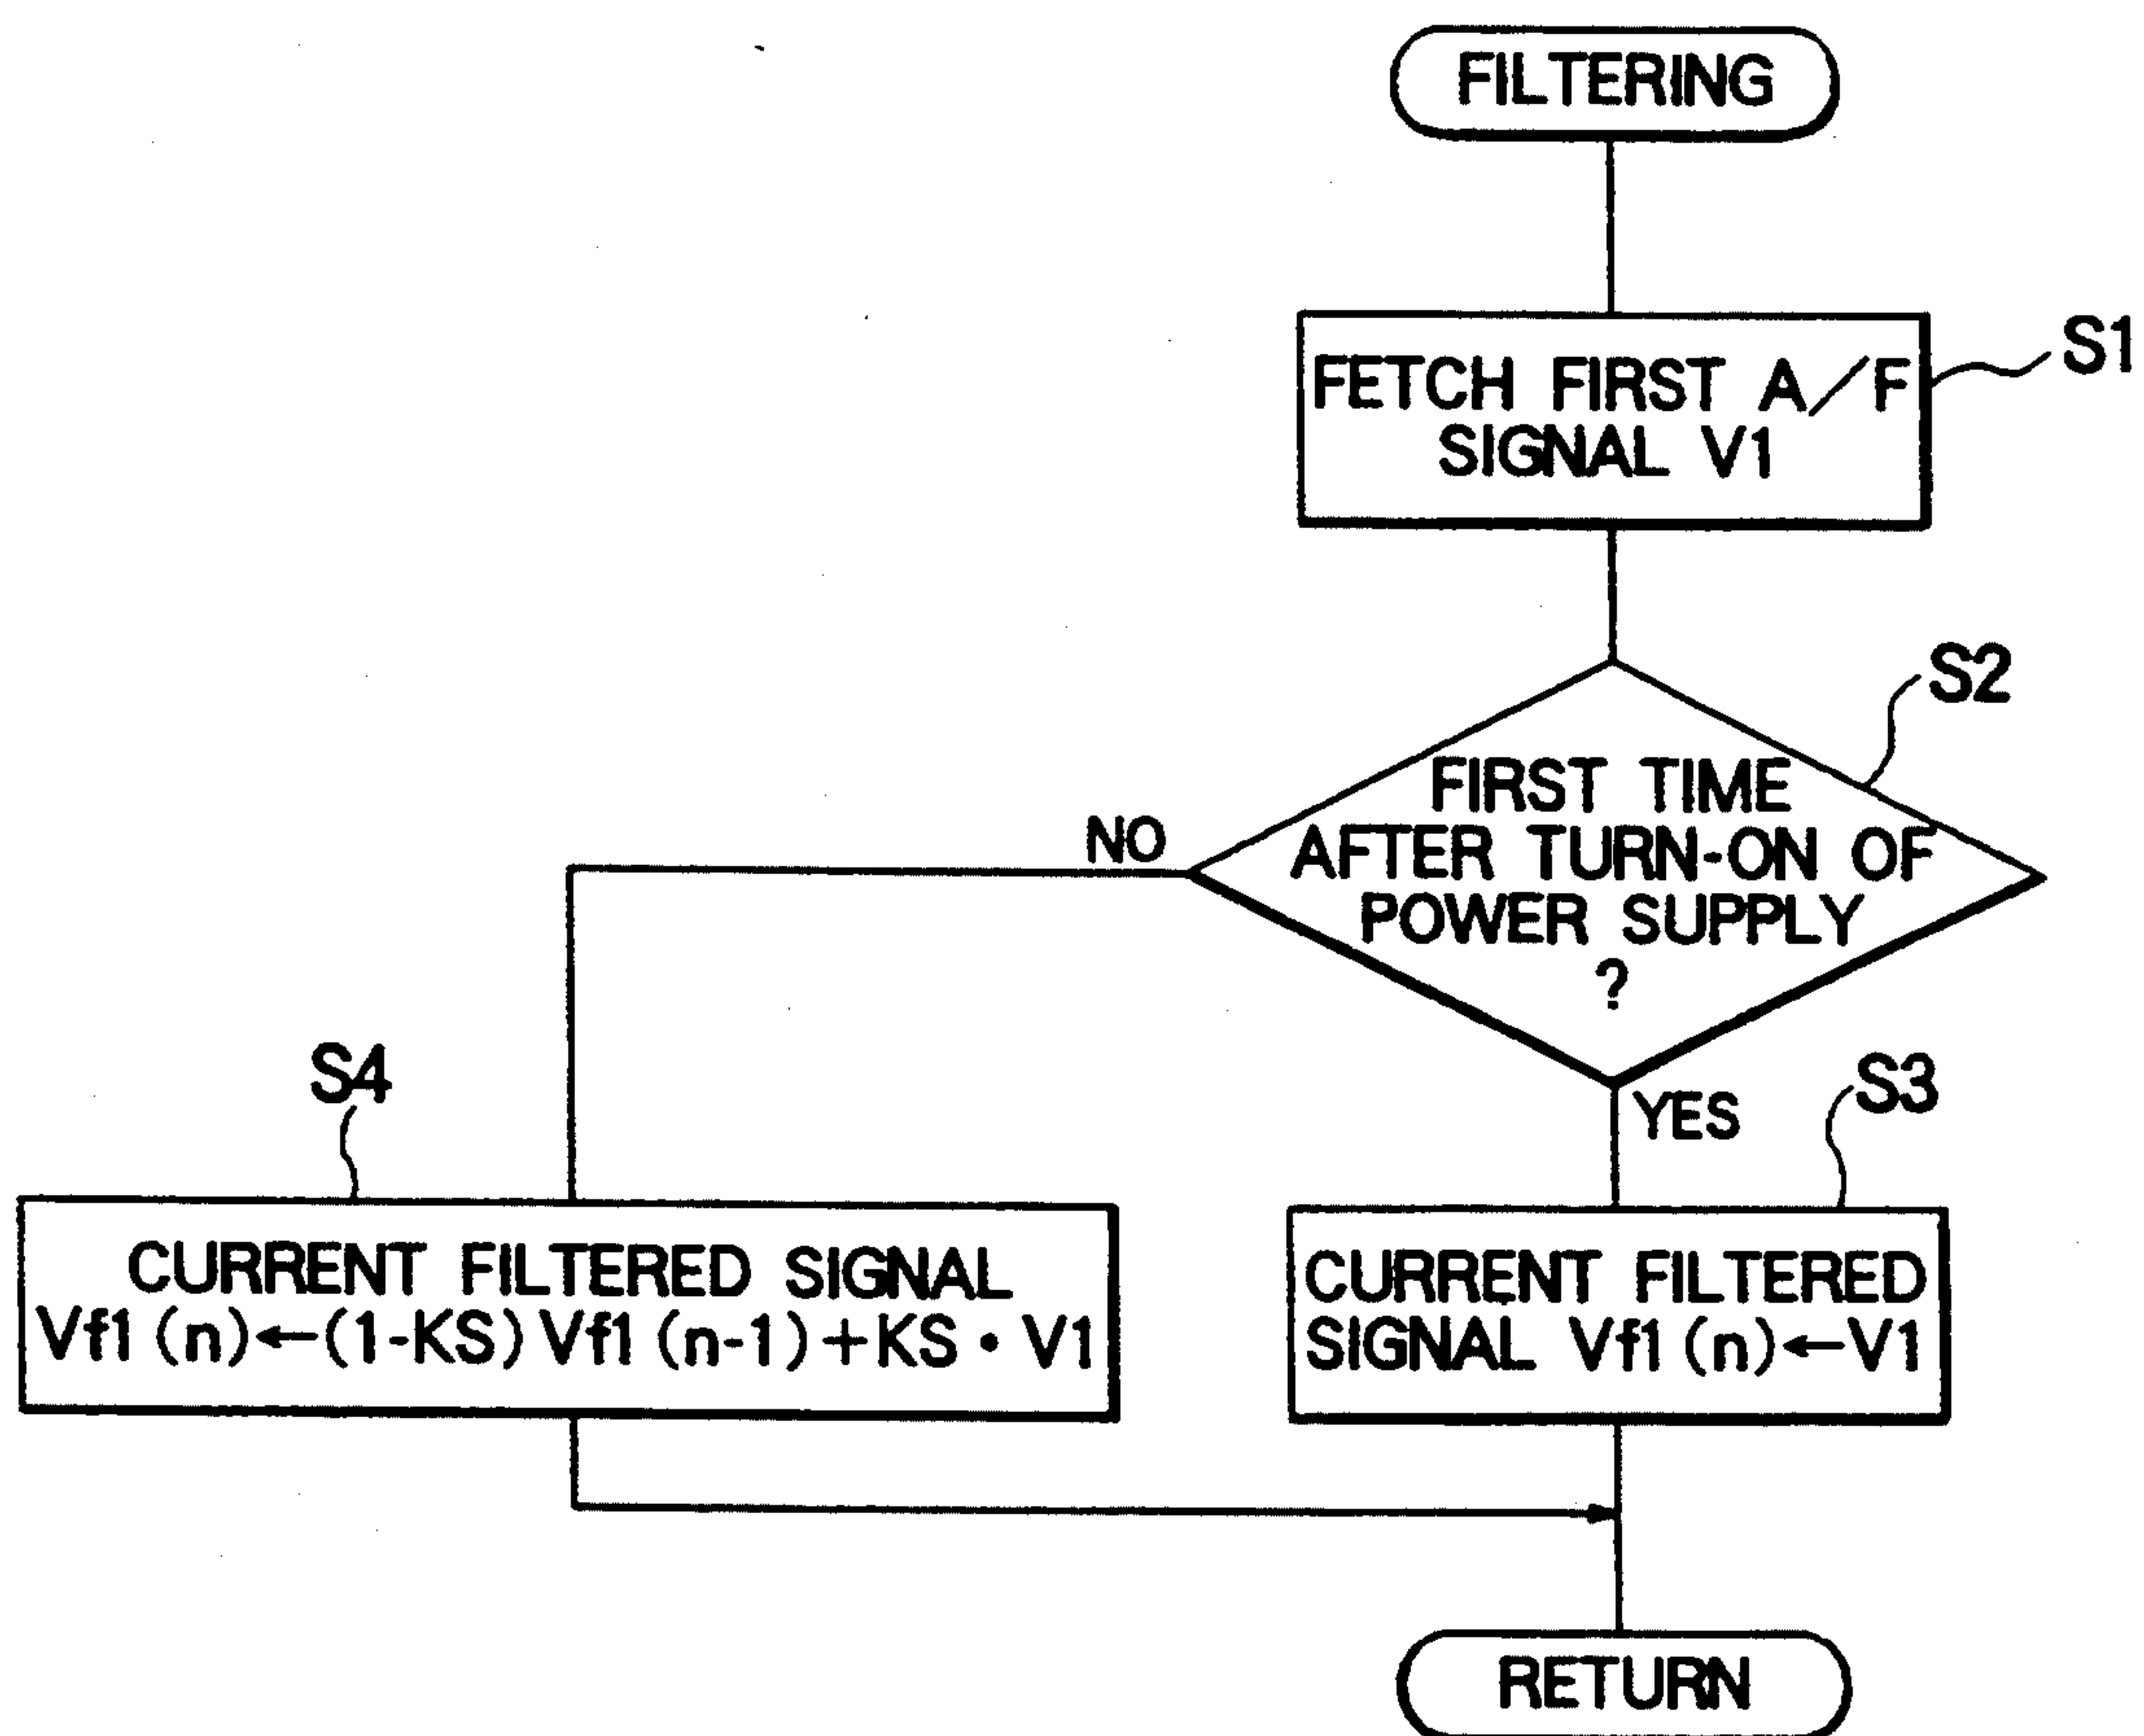 FILTERING
FETCH FIRST A/F
SIGNAL V1
S1
S2
FIRST TIME
AFTER TURN-ON OF
POWER SUPPLY
?
NO
YES
S4
S3
CURRENT FILTERED SIGNAL
Vf1(n)←(1-KS)Vf1(n-1)+KS・V1
CURRENT FILTERED
SIGNAL Vf1(n)←V1
RETURN